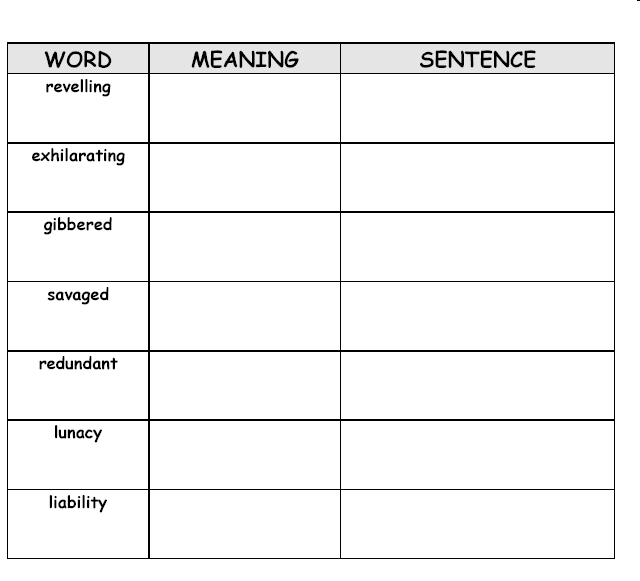 WORD MEANING SENTENCE
revelling
exhilarating
gibbered
savaged
redundant
lunacy
liability